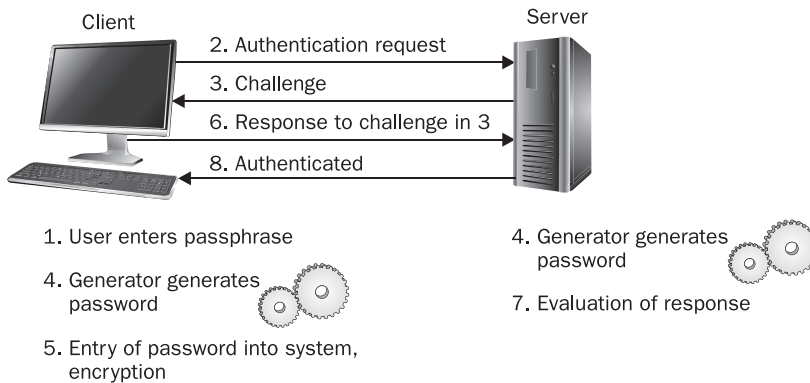 Client
Server
2. Authentication request
3. Challenge
6. Response to challenge in 3
8. Authenticated
1. User enters passphrase
4. Generator generates
password
5. Entry of password into system,
encryption
4. Generator generates
password
7. Evaluation of response